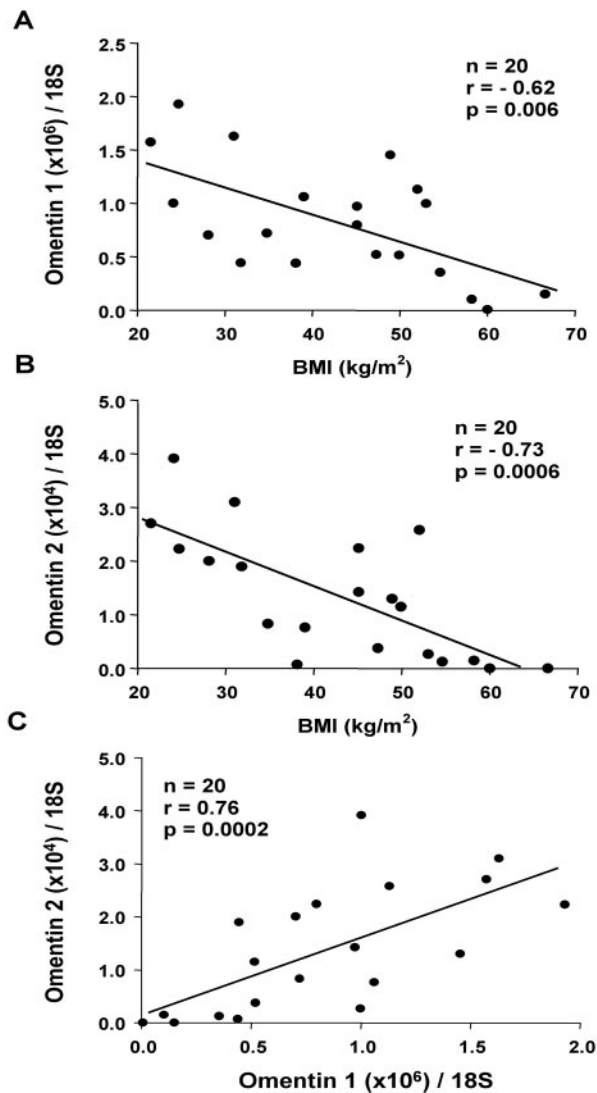 A
2.5
2.0
1.5
1.0
0.5
0.0
Omentin 1 (x10⁶) / 18S
n = 20
r = - 0.62
p = 0.006
20 30 40 50 60 70
BMI (kg/m²)
B
5.0
4.0
3.0
2.0
1.0
0.0
Omentin 2 (x10⁴) / 18S
n = 20
r = - 0.73
p = 0.0006
20 30 40 50 60 70
BMI (kg/m²)
C
5.0
4.0
3.0
2.0
1.0
0.0
Omentin 2 (x10⁴) / 18S
n = 20
r = 0.76
p = 0.0002
0.0 0.5 1.0 1.5 2.0
Omentin 1 (x10⁶) / 18S